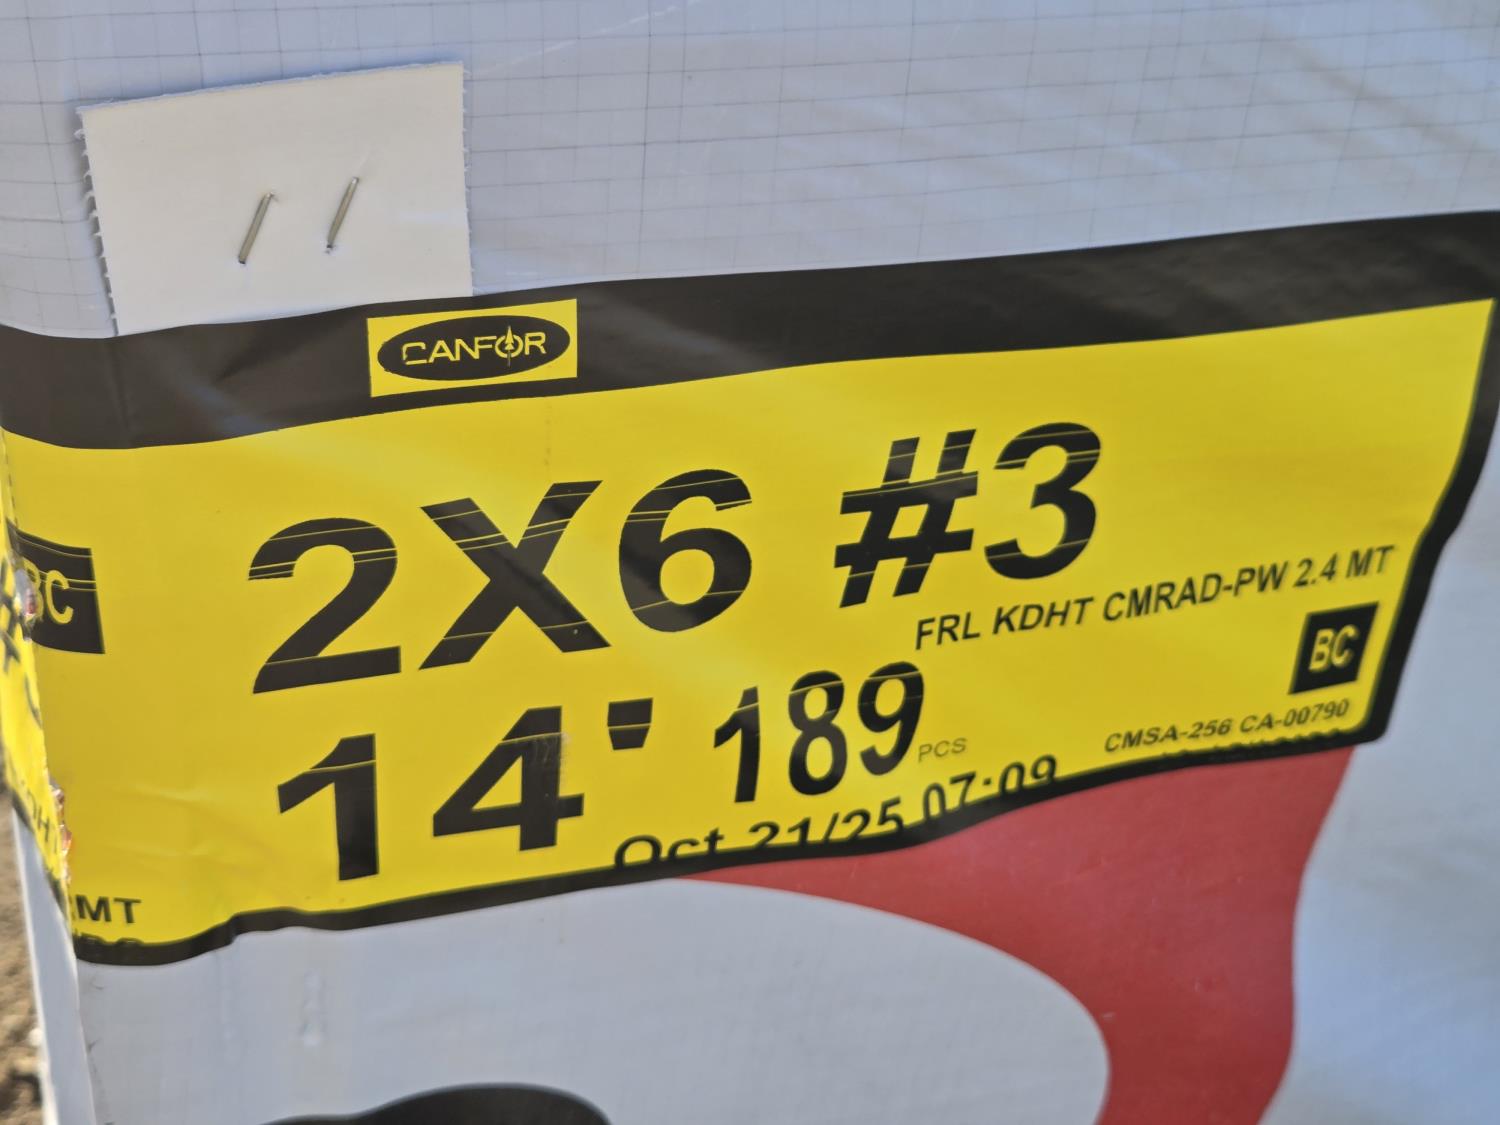 CANFOR
2X6 #3
FRL KDHT CMRAD-PW 2.4 MT
BC
14' 189 PCS
CMSA-256 CA-00790
Oct 21/25 07:09
BC
MT